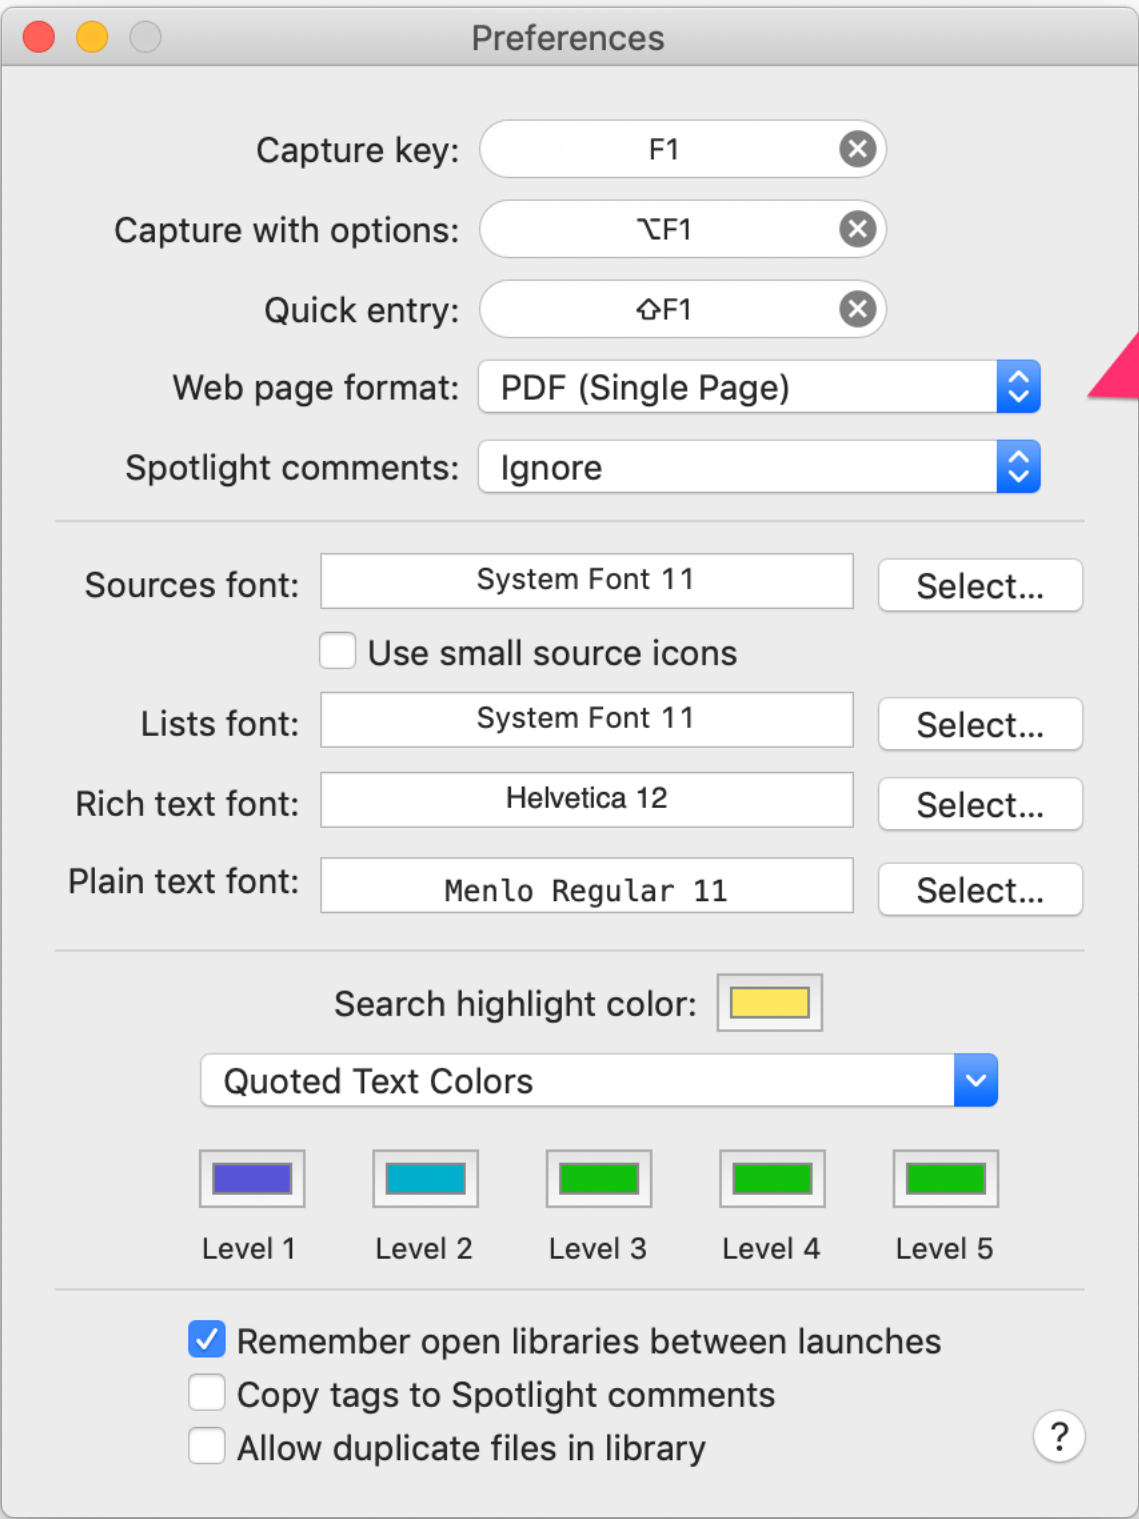 Preferences
Capture key: F1
Capture with options: ⌥F1
Quick entry: ⇧F1
Web page format: PDF (Single Page)
Spotlight comments: Ignore
Sources font: System Font 11 Select...
Use small source icons
Lists font: System Font 11 Select...
Rich text font: Helvetica 12 Select...
Plain text font: Menlo Regular 11 Select...
Search highlight color:
Quoted Text Colors
Level 1 Level 2 Level 3 Level 4 Level 5
Remember open libraries between launches
Copy tags to Spotlight comments
Allow duplicate files in library
?